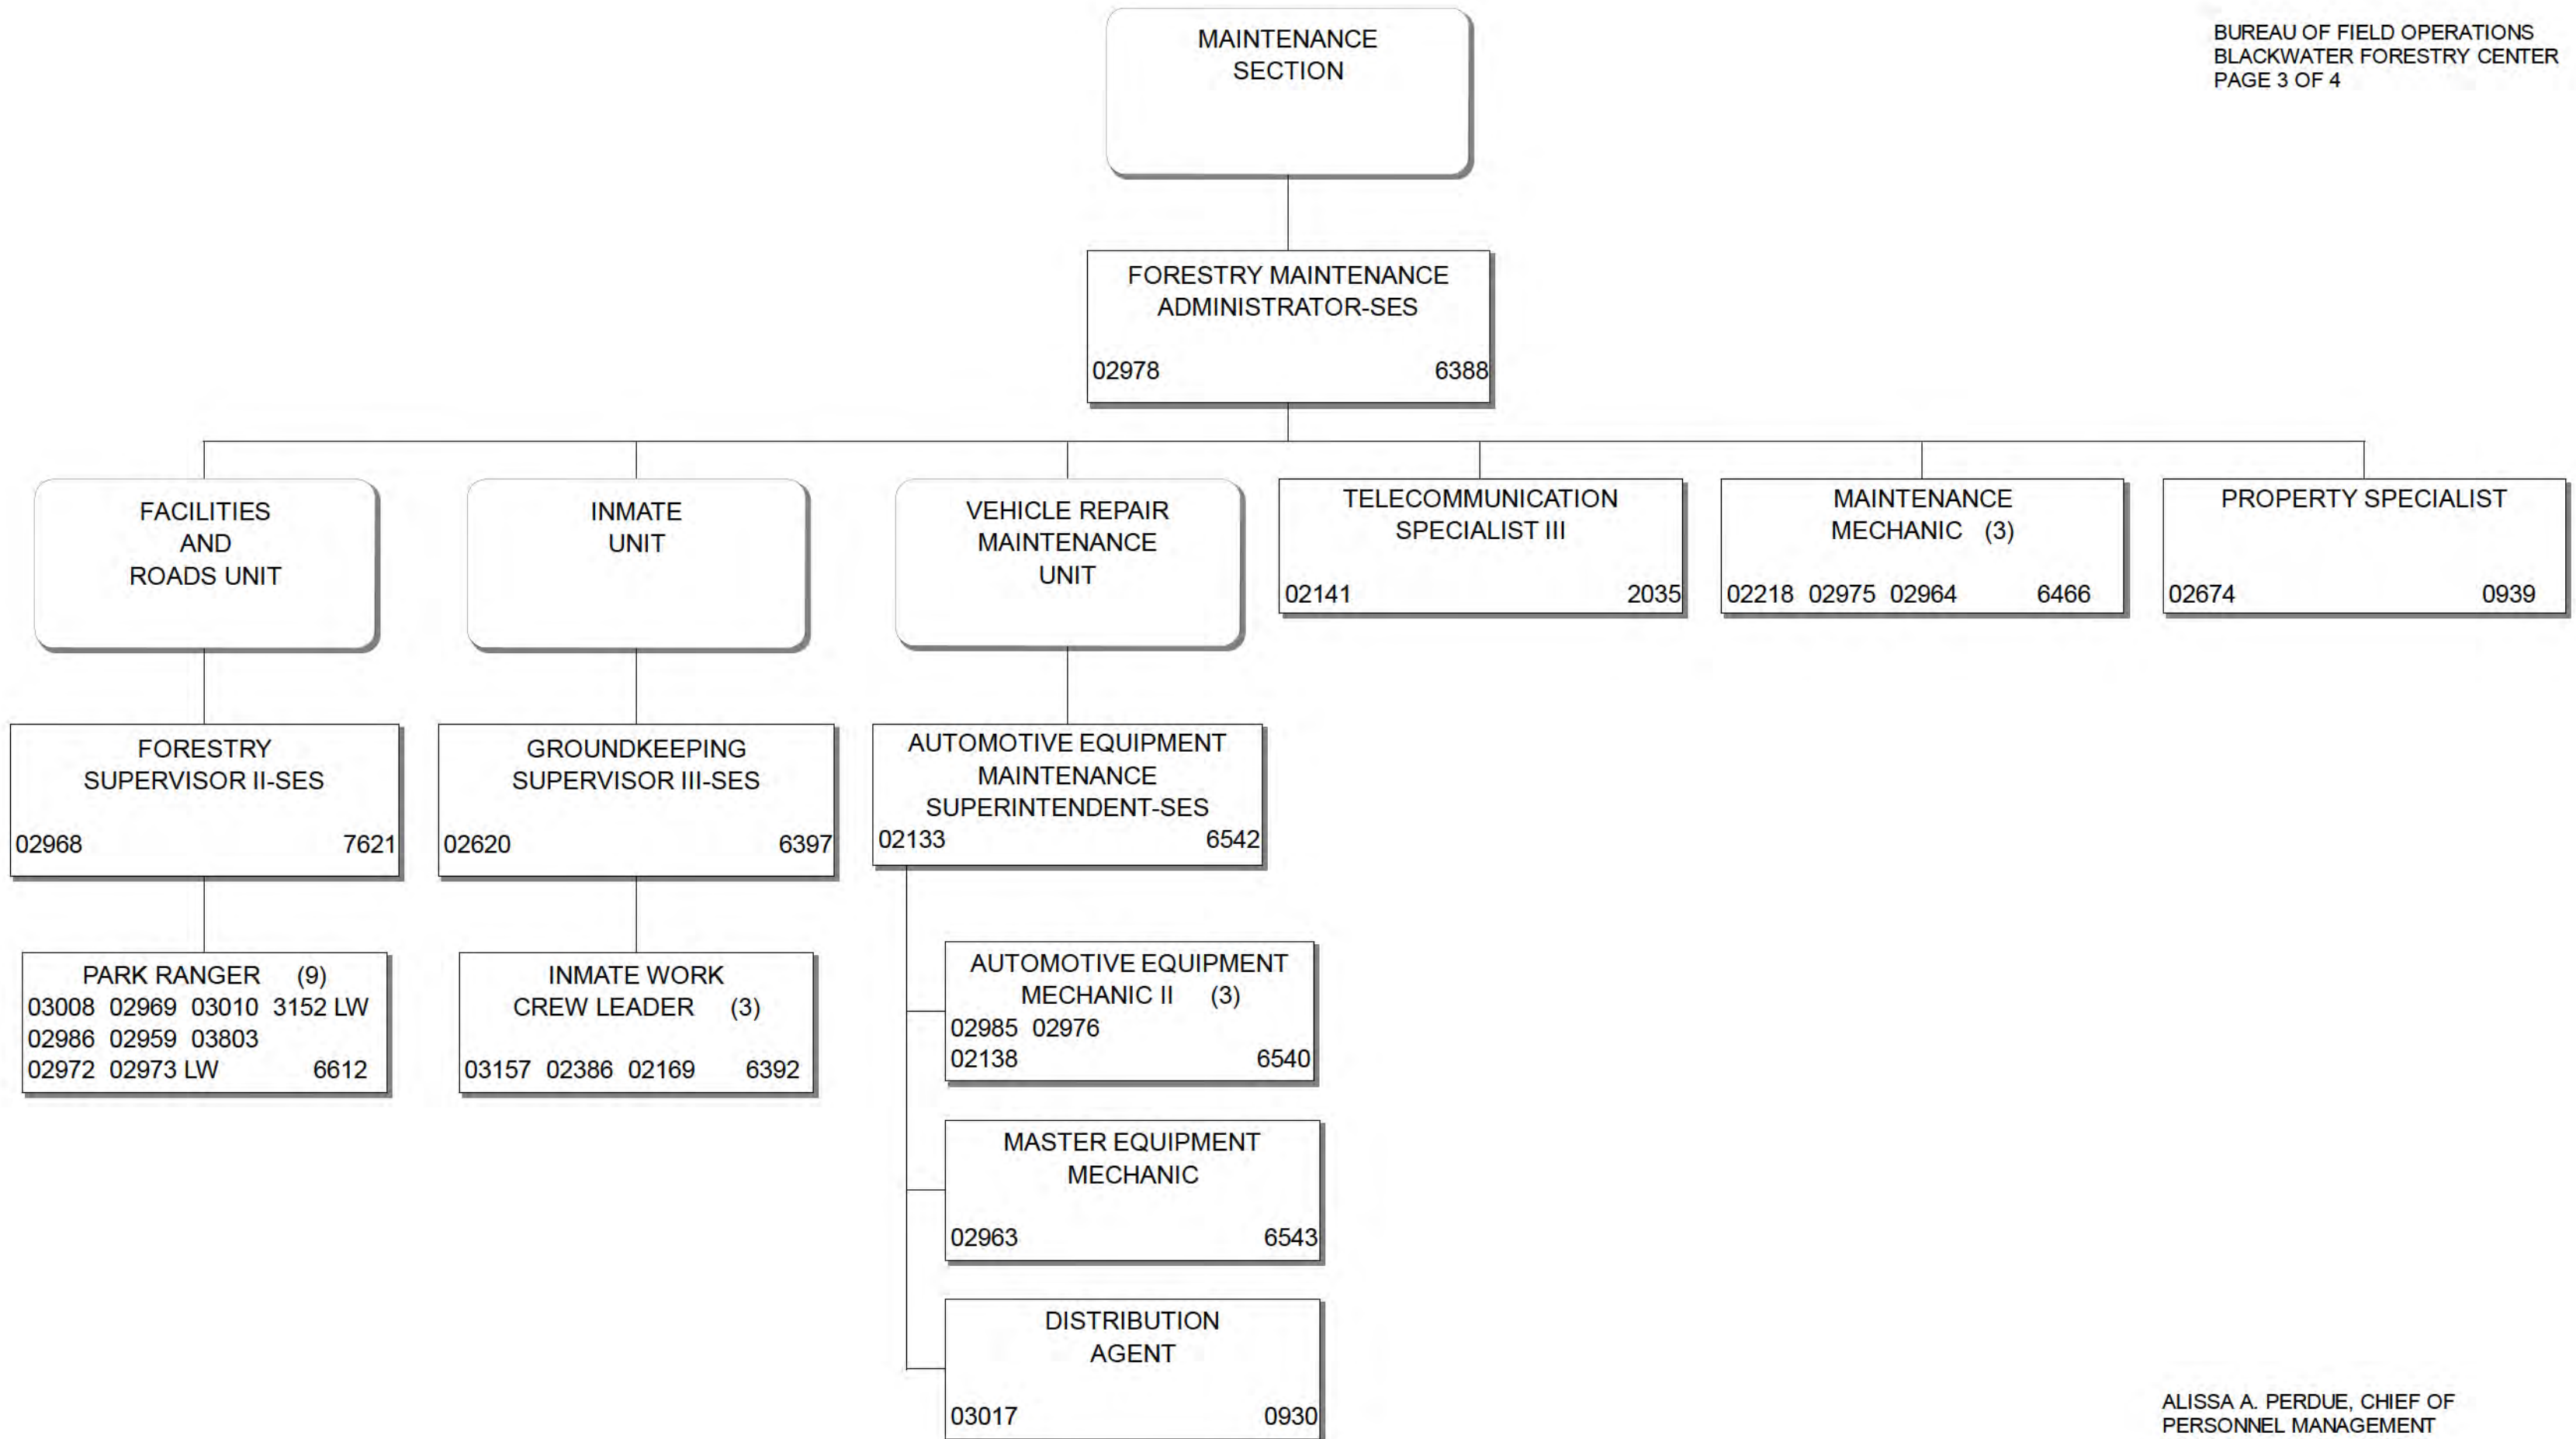 BUREAU OF FIELD OPERATIONS
BLACKWATER FORESTRY CENTER
PAGE 3 OF 4
MAINTENANCE
SECTION
FORESTRY MAINTENANCE
ADMINISTRATOR-SES
02978 6388
FACILITIES
AND
ROADS UNIT
INMATE
UNIT
VEHICLE REPAIR
MAINTENANCE
UNIT
TELECOMMUNICATION
SPECIALIST III
02141 2035
MAINTENANCE
MECHANIC (3)
02218 02975 02964 6466
PROPERTY SPECIALIST
02674 0939
FORESTRY
SUPERVISOR II-SES
02968 7621
GROUNDKEEPING
SUPERVISOR III-SES
02620 6397
AUTOMOTIVE EQUIPMENT
MAINTENANCE
SUPERINTENDENT-SES
02133 6542
PARK RANGER (9)
03008 02969 03010 3152 LW
02986 02959 03803
02972 02973 LW 6612
INMATE WORK
CREW LEADER (3)
03157 02386 02169 6392
AUTOMOTIVE EQUIPMENT
MECHANIC II (3)
02985 02976
02138 6540
MASTER EQUIPMENT
MECHANIC
02963 6543
DISTRIBUTION
AGENT
03017 0930
ALISSA A. PERDUE, CHIEF OF
PERSONNEL MANAGEMENT